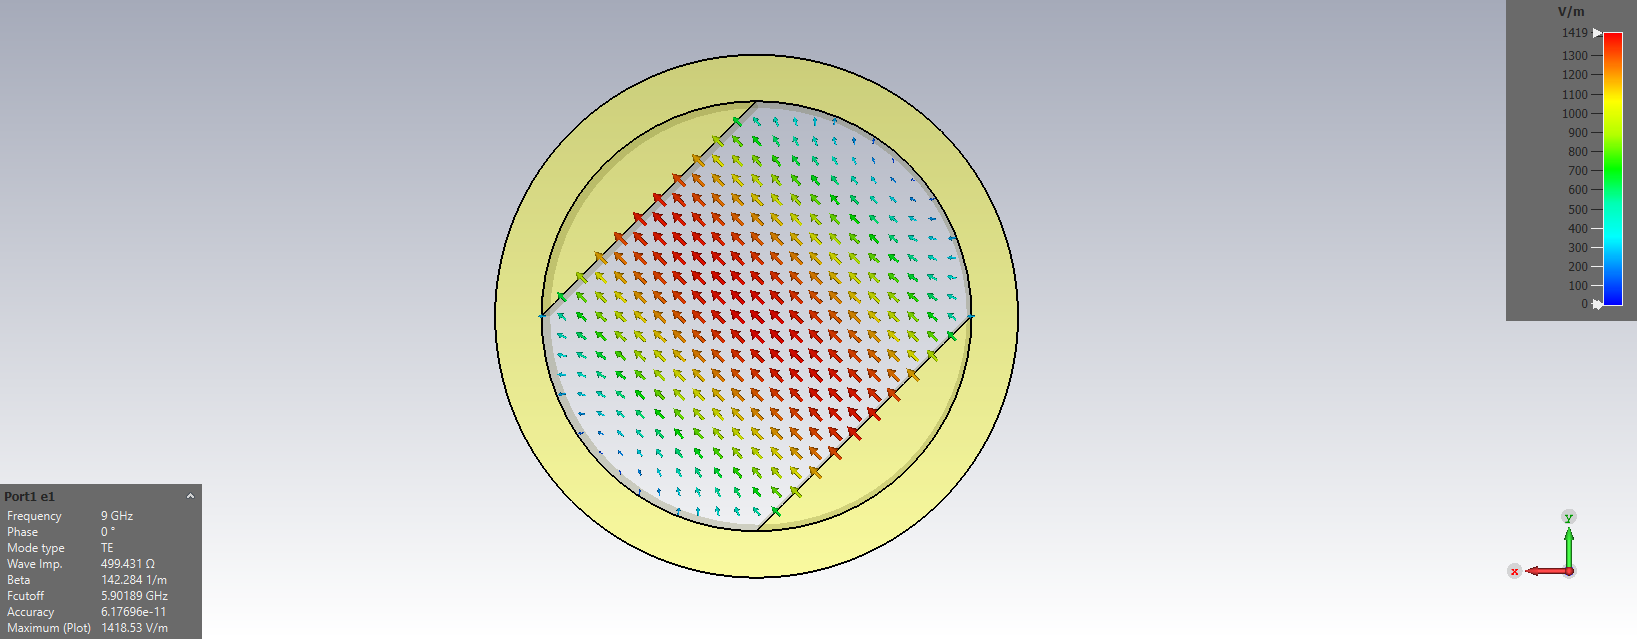 V/m
1419
1300
1200
1100
1000
900
800
700
600
500
400
300
200
100
0
Port1 e1
Frequency 9 GHz
Phase 0 °
Mode type TE
Wave Imp. 499.431 Ω
Beta 142.284 1/m
Fcutoff 5.90189 GHz
Accuracy 6.17696e-11
Maximum (Plot) 1418.53 V/m
y
x